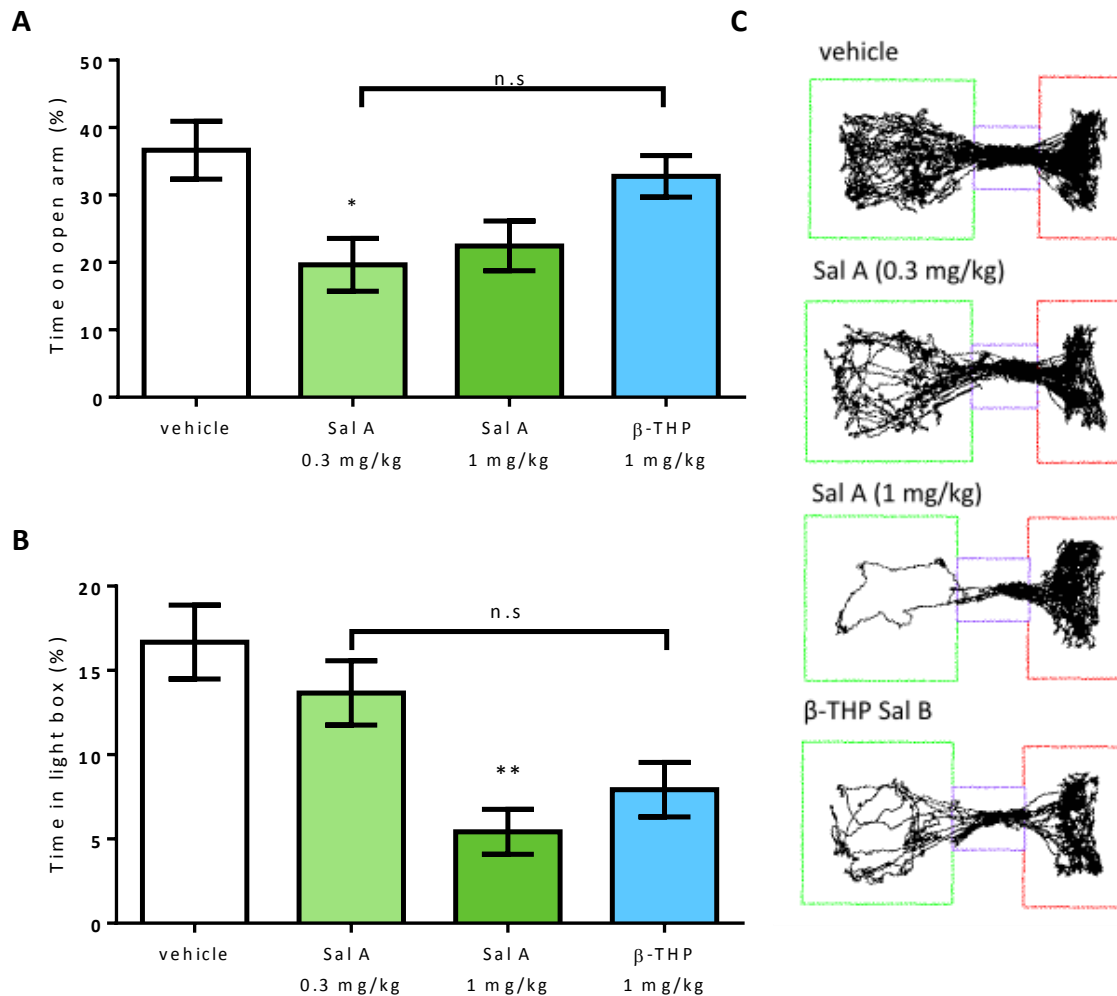 A
Time on open arm (%)
50
40
30
20
10
0
n.s
*
vehicle
Sal A
0.3 mg/kg
Sal A
1 mg/kg
β-THP
1 mg/kg
B
Time in light box (%)
20
15
10
5
0
n.s
**
vehicle
Sal A
0.3 mg/kg
Sal A
1 mg/kg
β-THP
1 mg/kg
C
vehicle
Sal A (0.3 mg/kg)
Sal A (1 mg/kg)
β-THP Sal B